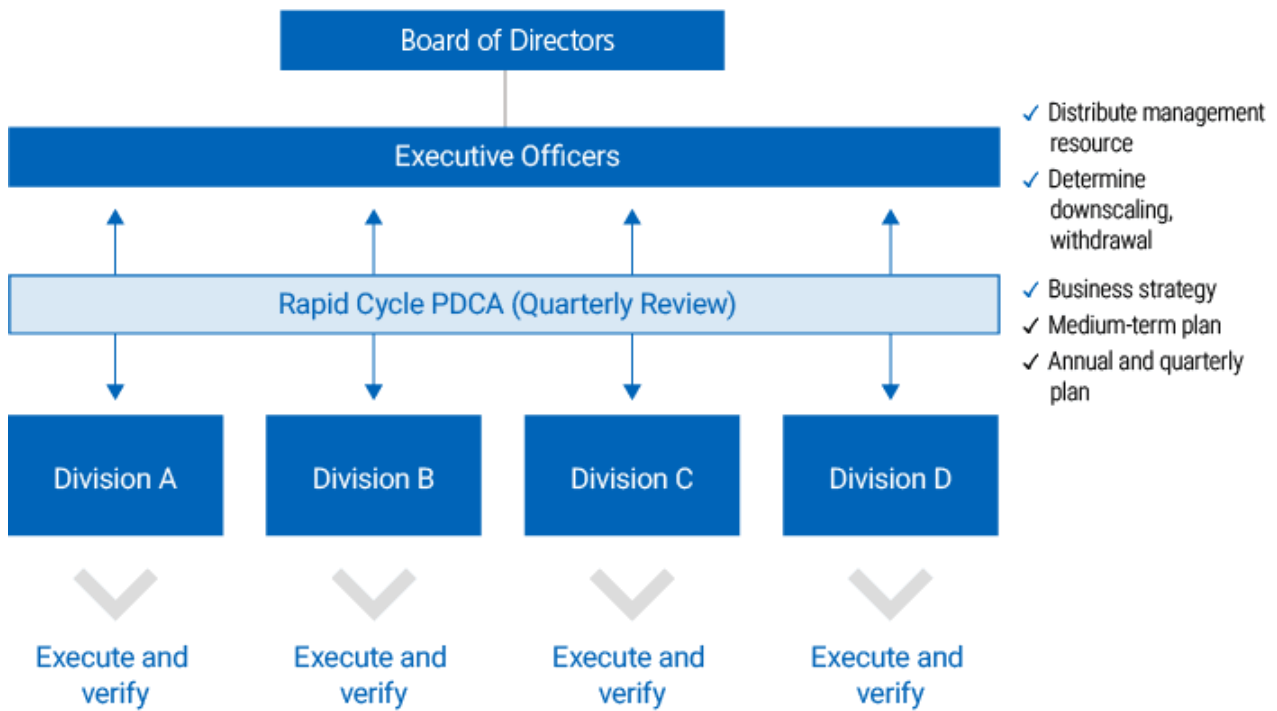 Board of Directors
Executive Officers
✓ Distribute management
resource
✓ Determine
downscaling,
withdrawal
Rapid Cycle PDCA (Quarterly Review)
✓ Business strategy
✓ Medium-term plan
✓ Annual and quarterly
plan
Division A
Division B
Division C
Division D
Execute and
verify
Execute and
verify
Execute and
verify
Execute and
verify